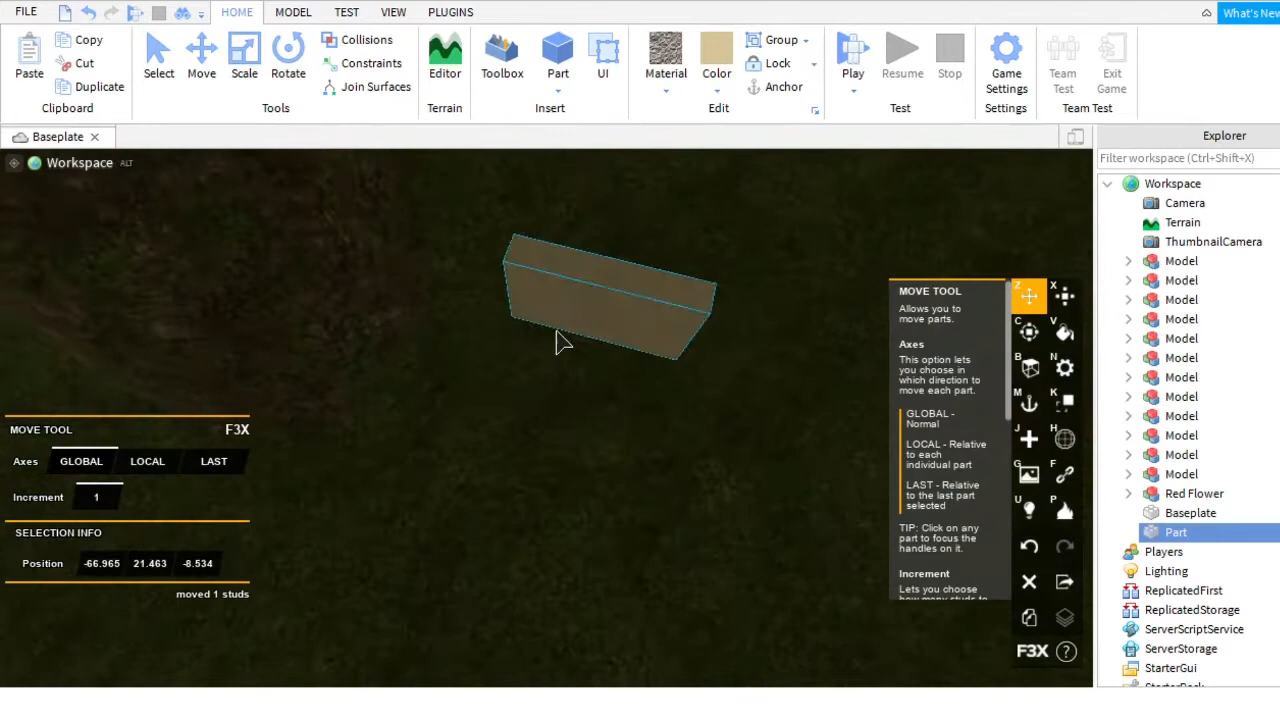 FILE HOME MODEL TEST VIEW PLUGINS What's New
Paste Copy Cut Duplicate Clipboard
Select Move Scale Rotate Collisions Constraints Join Surfaces Tools
Editor Terrain
Toolbox Part UI Insert
Material Color Group Lock Anchor Edit
Play Resume Stop Test
Game Settings Settings
Team Test Exit Game Team Test
Baseplate
Explorer
Workspace ALT
Filter workspace (Ctrl+Shift+X)
Workspace
Camera
Terrain
ThumbnailCamera
Model
Model
Model
Model
Model
Model
Model
Model
Model
Model
Model
Model
Red Flower
Baseplate
Part
Players
Lighting
ReplicatedFirst
ReplicatedStorage
ServerScriptService
ServerStorage
StarterGui
MOVE TOOL
Allows you to
move parts.
Axes
This option lets
you choose in
which direction to
move each part.
GLOBAL -
Normal
LOCAL - Relative
to each
individual part
LAST - Relative
to the last part
selected
TIP: Click on any
part to focus the
handles on it.
Increment
Lets you choose
Z X
C V
B N
M K
J H
G F
U P
F3X ?
MOVE TOOL F3X
Axes GLOBAL LOCAL LAST
Increment 1
SELECTION INFO
Position -66.965 21.463 -8.534
moved 1 studs